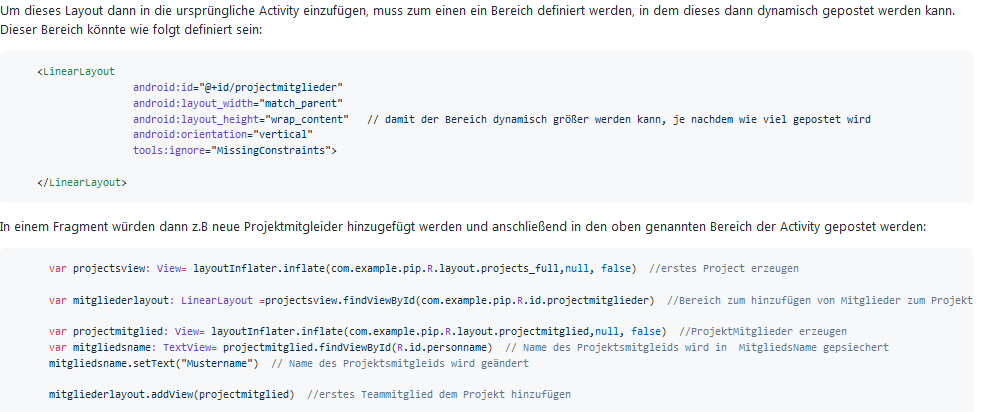 Um dieses Layout dann in die ursprüngliche Activity einzufügen, muss zum einen ein Bereich definiert werden, in dem dieses dann dynamisch gepostet werden kann.
Dieser Bereich könnte wie folgt definiert sein:
<LinearLayout
android:id="@+id/projectmitglieder"
android:layout_width="match_parent"
android:layout_height="wrap_content"   // damit der Bereich dynamisch größer werden kann, je nachdem wie viel gepostet wird
android:orientation="vertical"
tools:ignore="MissingConstraints">
</LinearLayout>
In einem Fragment würden dann z.B neue Projektmitgleider hinzugefügt werden und anschließend in den oben genannten Bereich der Activity gepostet werden:
var projectsview: View= layoutInflater.inflate(com.example.pip.R.layout.projects_full,null, false)  //erstes Project erzeugen
var mitgliederlayout: LinearLayout =projectsview.findViewById(com.example.pip.R.id.projectmitglieder)  //Bereich zum hinzufügen von Mitglieder zum Projekt
var projectmitglied: View= layoutInflater.inflate(com.example.pip.R.layout.projectmitglied,null, false)  //ProjektMitglieder erzeugen
var mitgliedsname: TextView= projectmitglied.findViewById(R.id.personname)  // Name des Projektsmitgleids wird in  MitgliedsName gepsiechert
mitgliedsname.setText("Mustername")  // Name des Projektsmitgleids wird geändert
mitgliederlayout.addView(projectmitglied)  //erstes Teammitglied dem Projekt hinzufügen